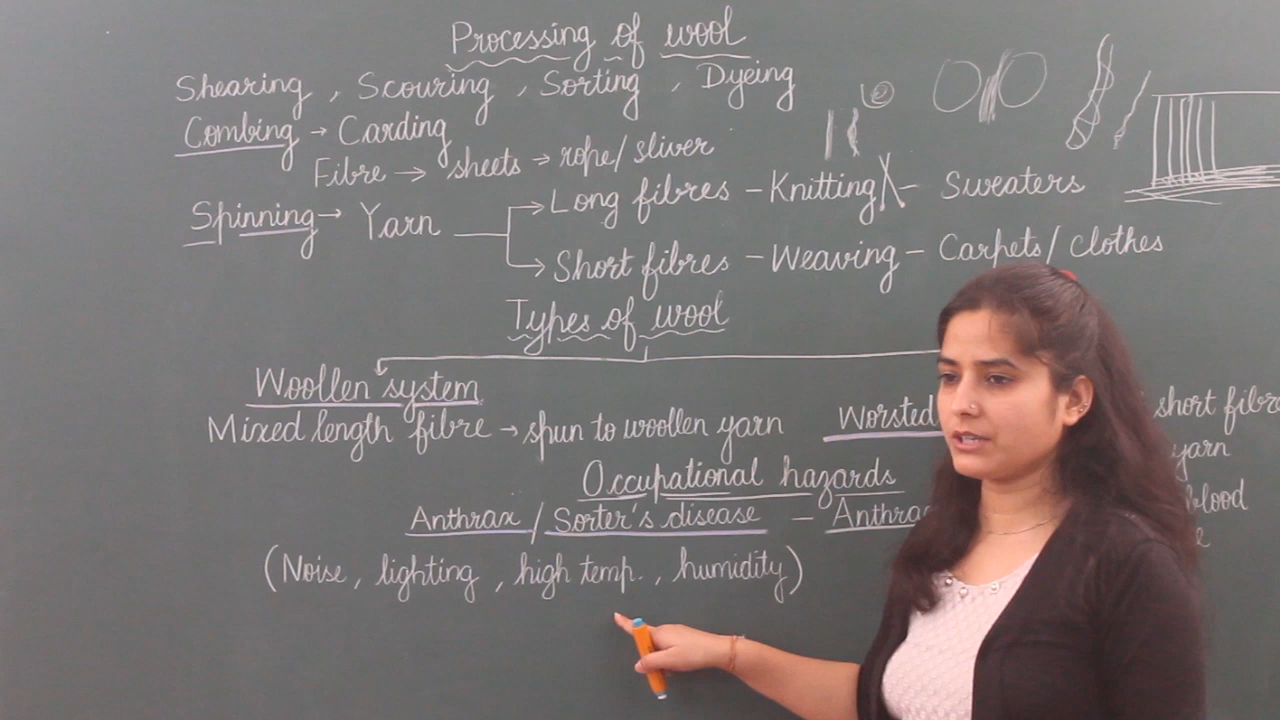 Processing of wool
Shearing , Scouring , Sorting , Dyeing
Combing → Carding
Fibre → sheets → rope/ sliver
Long fibres – Knitting – Sweaters
Spinning → Yarn
Short fibres – Weaving – Carpets/ clothes
Types of wool
Woollen system
Mixed length fibre → spun to woollen yarn
Worsted short fibre
yarn
Occupational hazards
blood
Anthrax / Sorter's disease –
(Noise, lighting , high temp. , humidity)